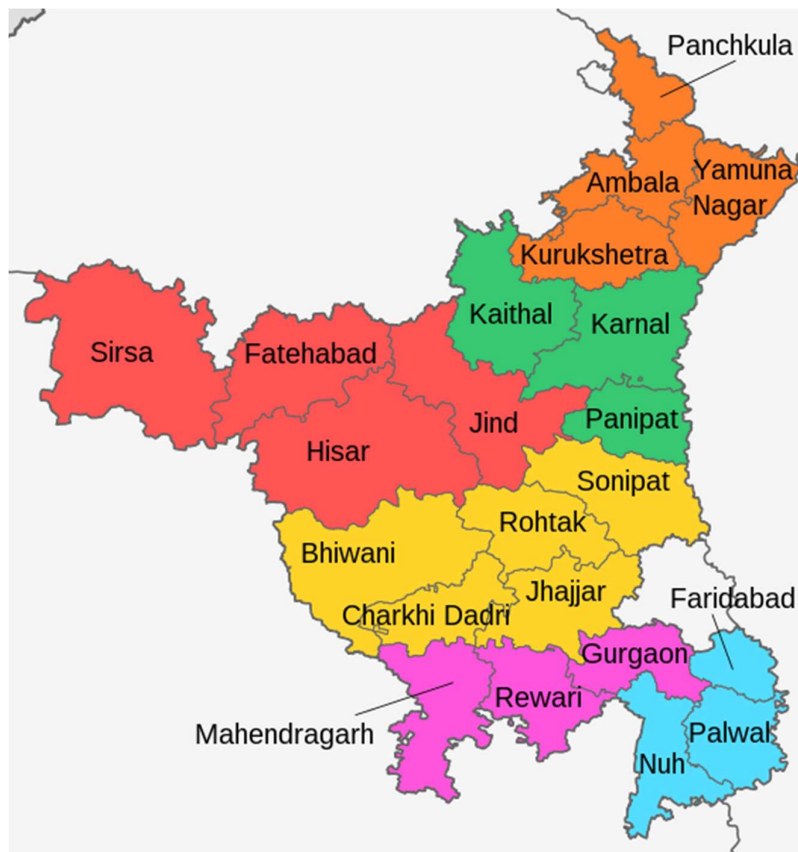 Panchkula
Ambala
Yamuna
Nagar
Kurukshetra
Kaithal
Karnal
Sirsa
Fatehabad
Jind
Panipat
Hisar
Sonipat
Rohtak
Bhiwani
Jhajjar
Charkhi Dadri
Faridabad
Gurgaon
Rewari
Mahendragarh
Palwal
Nuh